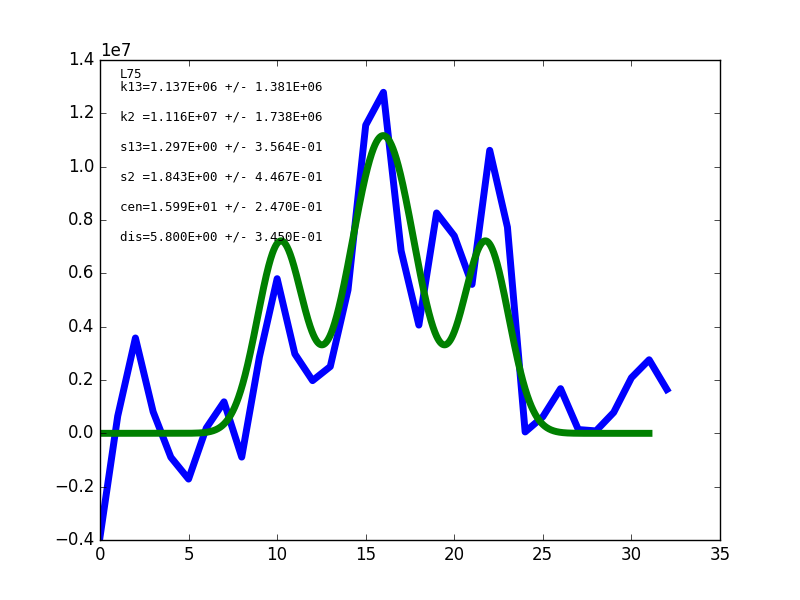 1e7
1.4
1.2
1.0
0.8
0.6
0.4
0.2
0.0
−0.2
−0.4
L75
k13=7.137E+06 +/- 1.381E+06
k2 =1.116E+07 +/- 1.738E+06
s13=1.297E+00 +/- 3.564E-01
s2 =1.843E+00 +/- 4.467E-01
cen=1.599E+01 +/- 2.470E-01
dis=5.800E+00 +/- 3.450E-01
0 5 10 15 20 25 30 35